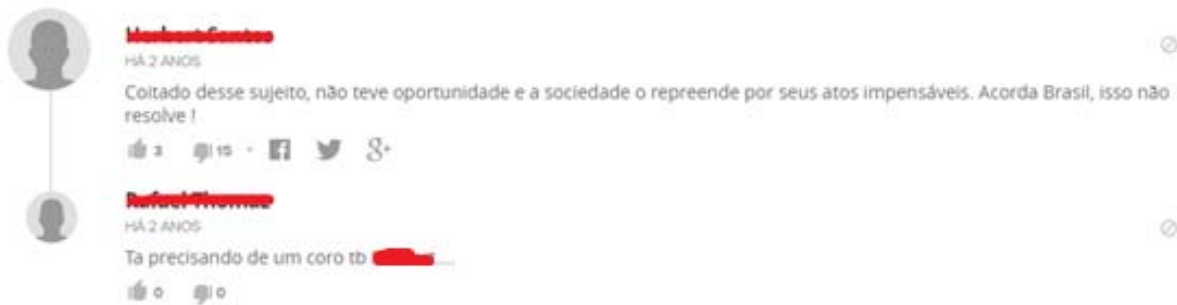 HÁ 2 ANOS
Coitado desse sujeito, não teve oportunidade e a sociedade o repreende por seus atos impensáveis. Acorda Brasil, isso não
resolve !
3 15
HÁ 2 ANOS
Ta precisando de um coro tb ...
0 0